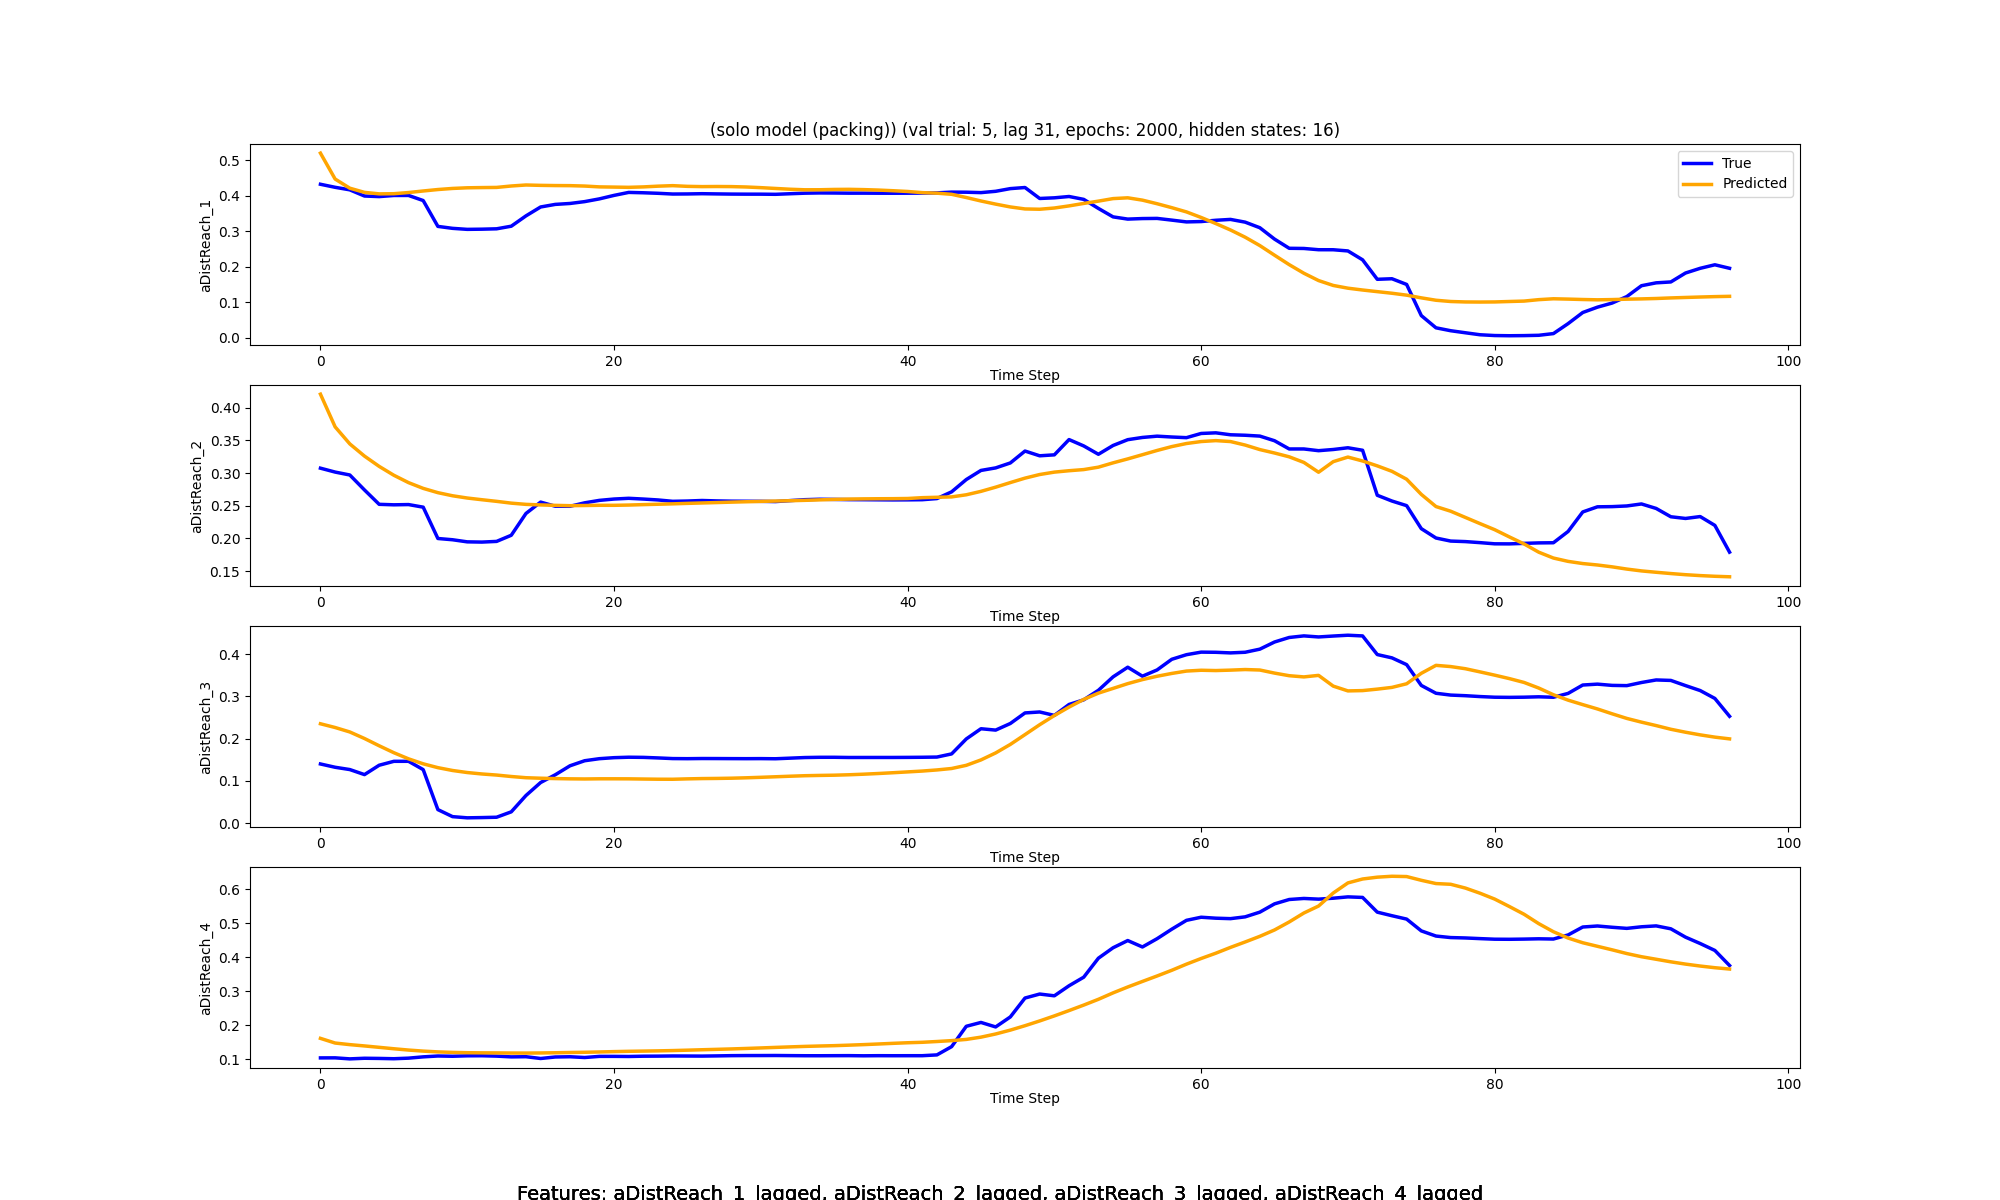 (solo model (packing)) (val trial: 5, lag 31, epochs: 2000, hidden states: 16)
True
Predicted
aDistReach_1
0.5
0.4
0.3
0.2
0.1
0.0
0 20 40 60 80 100
Time Step
aDistReach_2
0.40
0.35
0.30
0.25
0.20
0.15
0 20 40 60 80 100
Time Step
aDistReach_3
0.4
0.3
0.2
0.1
0.0
0 20 40 60 80 100
Time Step
aDistReach_4
0.6
0.5
0.4
0.3
0.2
0.1
0 20 40 60 80 100
Time Step
Features: aDistReach_1_lagged, aDistReach_2_lagged, aDistReach_3_lagged, aDistReach_4_lagged